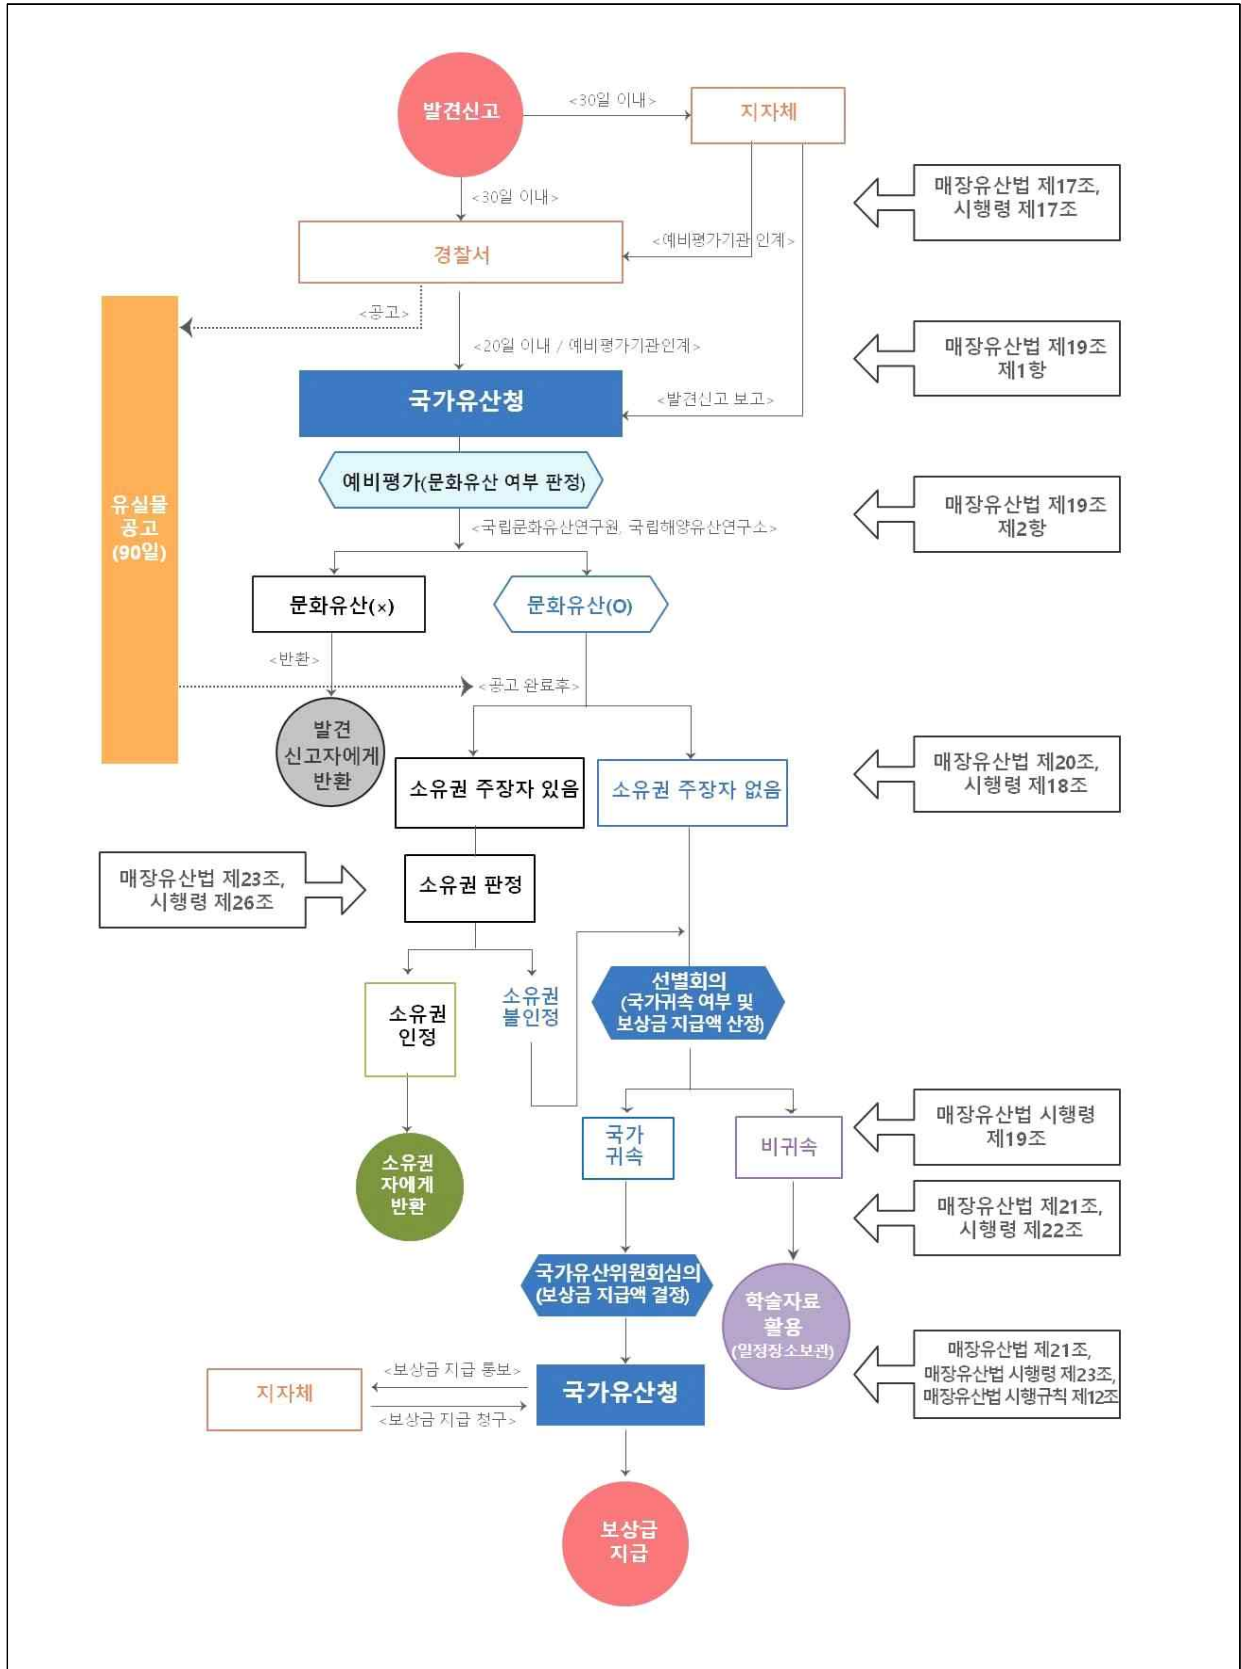 발견신고
<30일 이내>
지자체
매장유산법 제17조,
시행령 제17조
<30일 이내>
<예비평가기관 인계>
경찰서
<공고>
<20일 이내 / 예비평가기관인계>
매장유산법 제19조
제1항
국가유산청
<발견신고 보고>
예비평가(문화유산 여부 판정)
매장유산법 제19조
제2항
유실물
공고
(90일)
<국립문화유산연구원, 국립해양유산연구소>
문화유산(×)
문화유산(O)
<반환>
<공고 완료후>
발견
신고자에게
반환
소유권 주장자 있음
소유권 주장자 없음
매장유산법 제20조,
시행령 제18조
매장유산법 제23조,
시행령 제26조
소유권 판정
소유권
인정
소유권
불인정
선별회의
(국가귀속 여부 및
보상금 지급액 산정)
국가
귀속
비귀속
매장유산법 시행령
제19조
소유권
자에게
반환
매장유산법 제21조,
시행령 제22조
국가유산위원회심의
(보상금 지급액 결정)
학술자료
활용
(일정장소보관)
매장유산법 제21조,
매장유산법 시행령 제23조,
매장유산법 시행규칙 제12조
지자체
<보상금 지급 통보>
<보상금 지급 청구>
국가유산청
보상급
지급